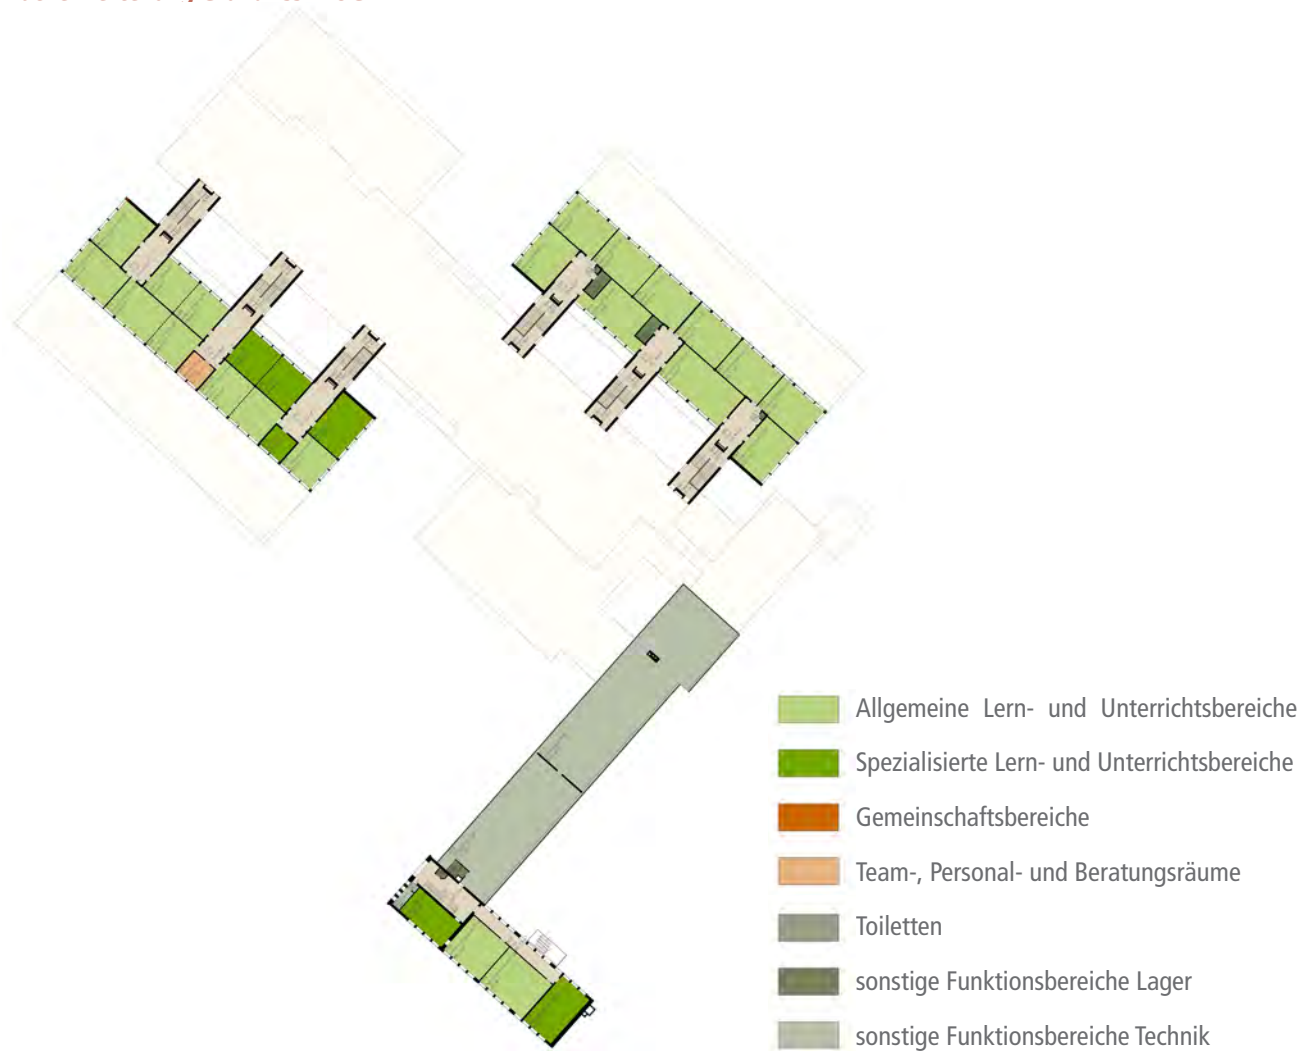 Allgemeine Lern- und Unterrichtsbereiche
Spezialisierte Lern- und Unterrichtsbereiche
Gemeinschaftsbereiche
Team-, Personal- und Beratungsräume
Toiletten
sonstige Funktionsbereiche Lager
sonstige Funktionsbereiche Technik